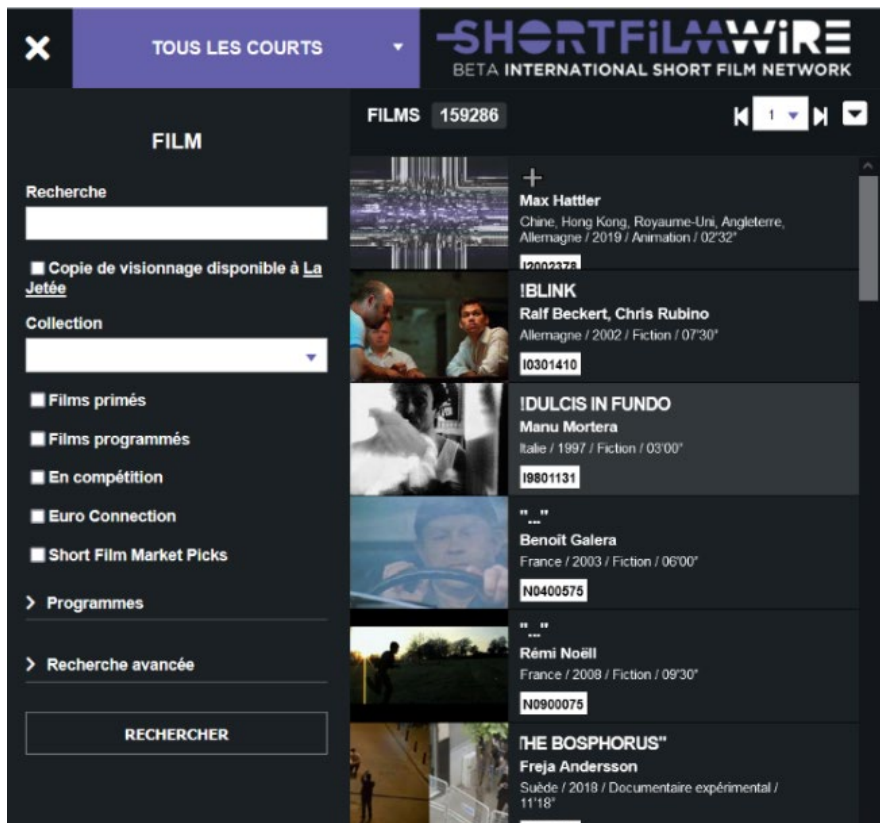 TOUS LES COURTS
SHORTFiLMWiRE
BETA INTERNATIONAL SHORT FILM NETWORK
FILM
Recherche
Copie de visionnage disponible à La
Jetée
Collection
Films primés
Films programmés
En compétition
Euro Connection
Short Film Market Picks
Programmes
Recherche avancée
RECHERCHER
FILMS 159286
1
+
Max Hattler
Chine, Hong Kong, Royaume-Uni, Angleterre,
Allemagne / 2019 / Animation / 02'32"
I2002378
!BLINK
Ralf Beckert, Chris Rubino
Allemagne / 2002 / Fiction / 07'30"
I0301410
!DULCIS IN FUNDO
Manu Mortera
Italie / 1997 / Fiction / 03'00"
I9801131
"..."
Benoît Galera
France / 2003 / Fiction / 06'00"
N0400575
"..."
Rémi Noëll
France / 2008 / Fiction / 09'30"
N0900075
THE BOSPHORUS"
Freja Andersson
Suède / 2018 / Documentaire expérimental /
11'18"